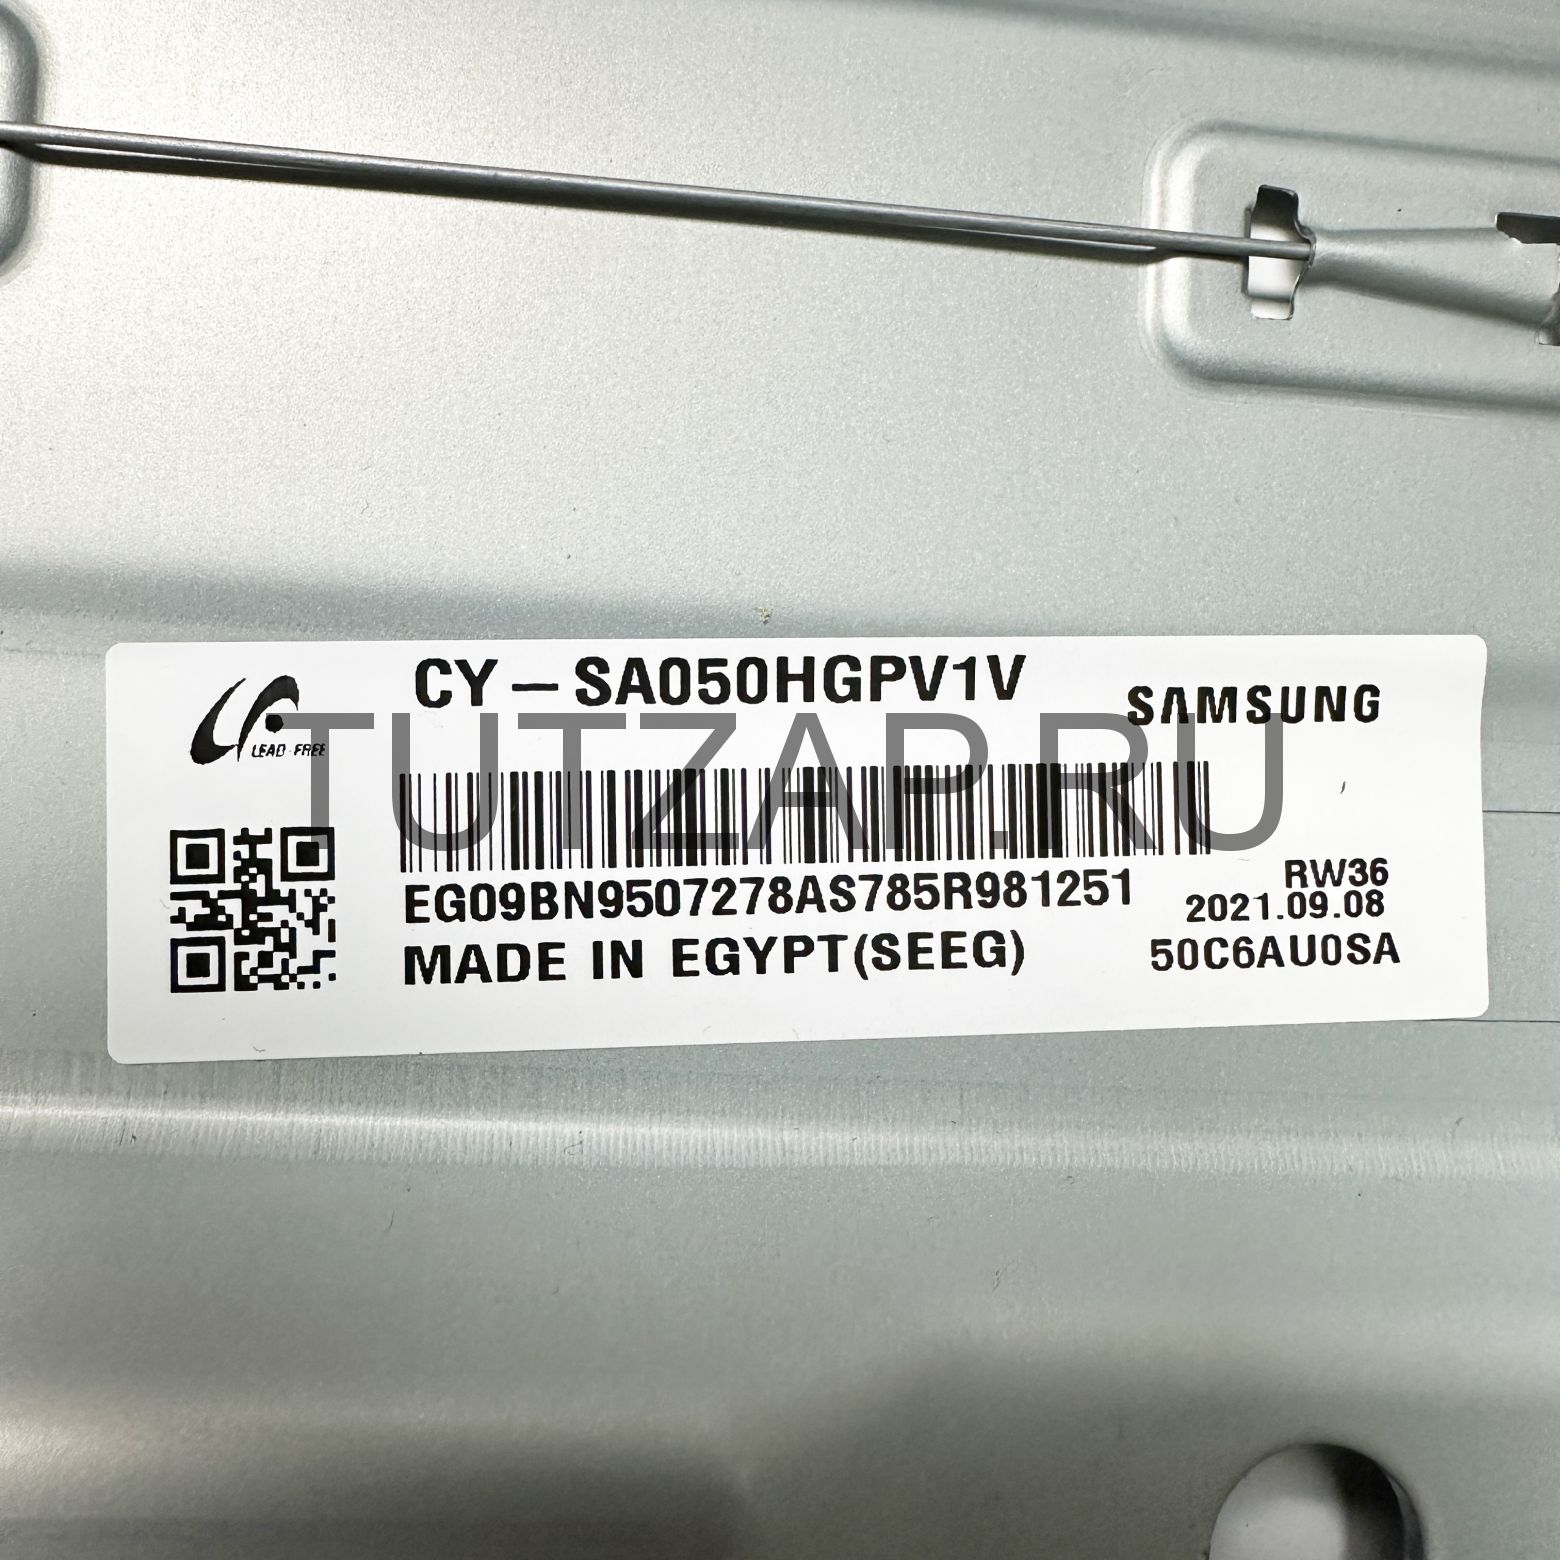 CY-SA050HGPV1V
SAMSUNG
LEAD-FREE
TUTZAP.RU
EG09BN9507278AS785R981251
RW36
2021.09.08
MADE IN EGYPT(SEEG)
50C6AU0SA